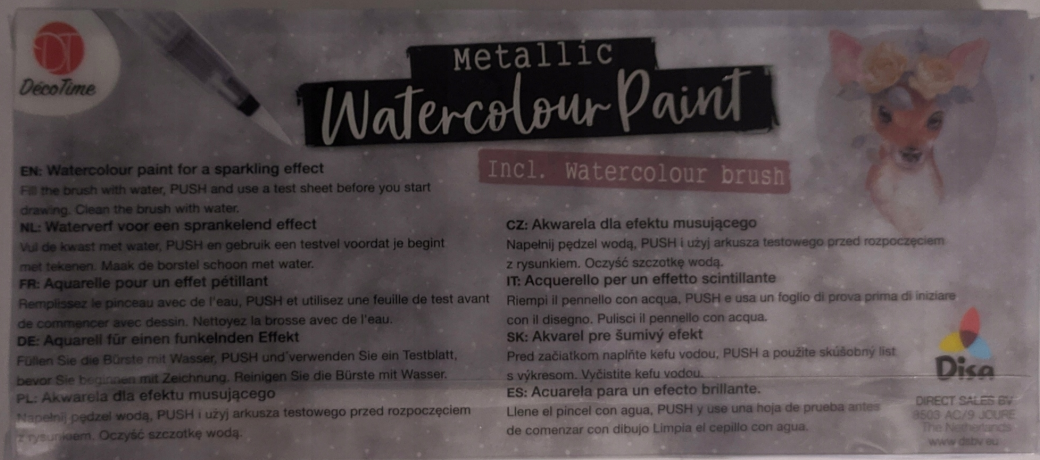 DT
DécoTime
Metallic
Watercolour Paint
Incl. Watercolour brush
EN: Watercolour paint for a sparkling effect
Fill the brush with water, PUSH and use a test sheet before you start
drawing. Clean the brush with water.
NL: Waterverf voor een sprankelend effect
Vul de kwast met water, PUSH en gebruik een testvel voordat je begint
met tekenen. Maak de borstel schoon met water.
FR: Aquarelle pour un effet pétillant
Remplissez le pinceau avec de l'eau, PUSH et utilisez une feuille de test avant
de commencer avec dessin. Nettoyez la brosse avec de l'eau.
DE: Aquarell für einen funkelnden Effekt
Füllen Sie die Bürste mit Wasser, PUSH und verwenden Sie ein Testblatt,
bevor Sie beginnen mit Zeichnung. Reinigen Sie die Bürste mit Wasser.
PL: Akwarela dla efektu musującego
Napełnij pędzel wodą, PUSH i użyj arkusza testowego przed rozpoczęciem
z rysunkiem. Oczyść szczotkę wodą.
CZ: Akwarela dla efektu musującego
Napełnij pędzel wodą, PUSH i użyj arkusza testowego przed rozpoczęciem
z rysunkiem. Oczyść szczotkę wodą.
IT: Acquerello per un effetto scintillante
Riempi il pennello con acqua, PUSH e usa un foglio di prova prima di iniziare
con il disegno. Pulisci il pennello con acqua.
SK: Akvarel pre šumivý efekt
Pred začiatkom naplňte kefu vodou, PUSH a použite skúšobný list
s výkresom. Vyčistite kefu vodou.
ES: Acuarela para un efecto brillante.
Llene el pincel con agua, PUSH y use una hoja de prueba antes
de comenzar con dibujo Limpia el cepillo con agua.
Disa
DIRECT SALES BV
8503 AC/9 JOURE
The Netherlands
www.dsbv.eu